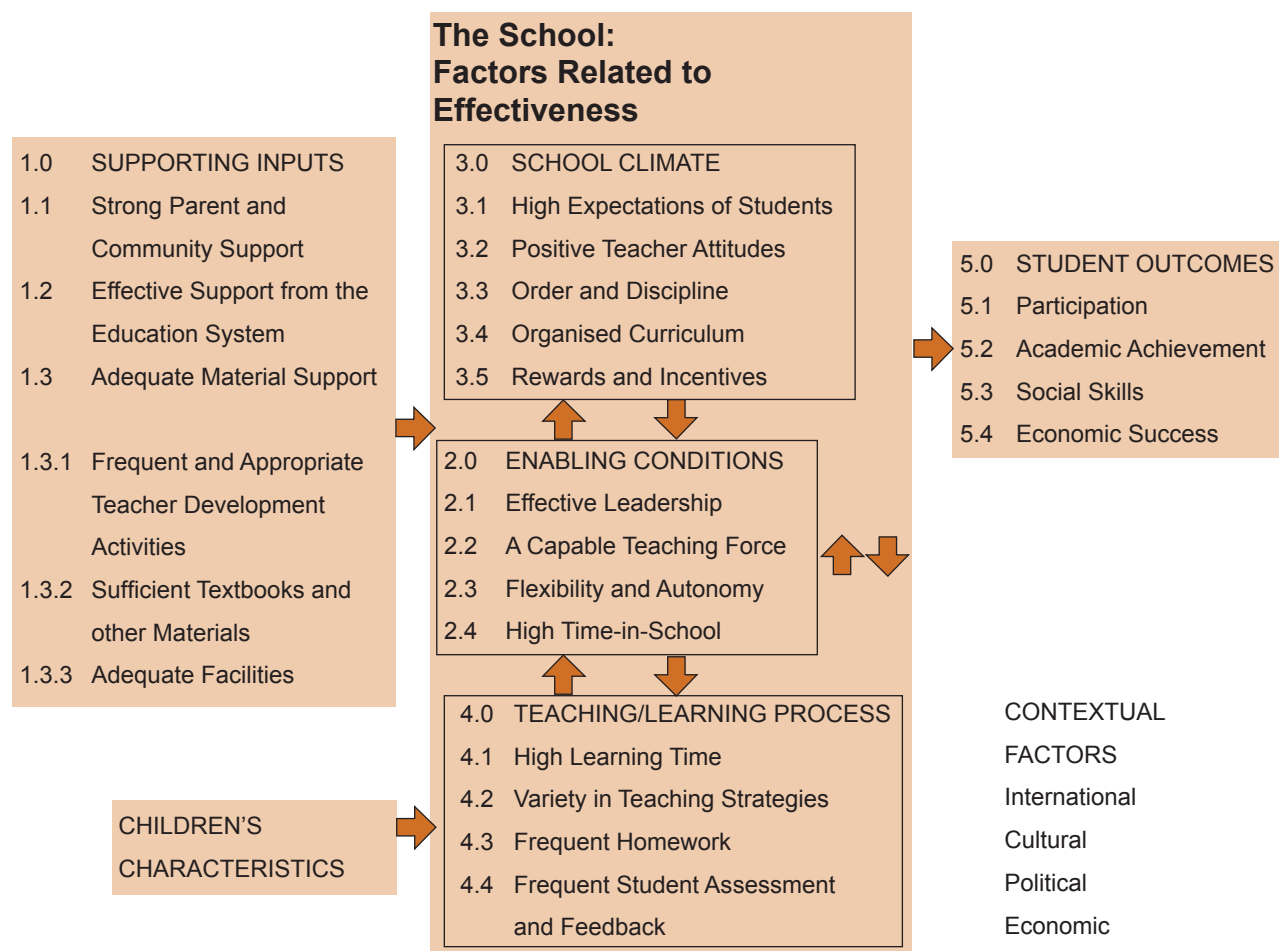 The School:
Factors Related to
Effectiveness
1.0 SUPPORTING INPUTS
1.1 Strong Parent and
Community Support
1.2 Effective Support from the
Education System
1.3 Adequate Material Support
1.3.1 Frequent and Appropriate
Teacher Development
Activities
1.3.2 Sufficient Textbooks and
other Materials
1.3.3 Adequate Facilities
CHILDREN'S
CHARACTERISTICS
3.0 SCHOOL CLIMATE
3.1 High Expectations of Students
3.2 Positive Teacher Attitudes
3.3 Order and Discipline
3.4 Organised Curriculum
3.5 Rewards and Incentives
2.0 ENABLING CONDITIONS
2.1 Effective Leadership
2.2 A Capable Teaching Force
2.3 Flexibility and Autonomy
2.4 High Time-in-School
4.0 TEACHING/LEARNING PROCESS
4.1 High Learning Time
4.2 Variety in Teaching Strategies
4.3 Frequent Homework
4.4 Frequent Student Assessment
and Feedback
5.0 STUDENT OUTCOMES
5.1 Participation
5.2 Academic Achievement
5.3 Social Skills
5.4 Economic Success
CONTEXTUAL
FACTORS
International
Cultural
Political
Economic